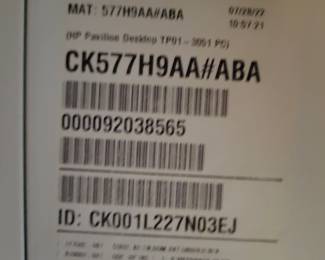 MAT: 577H9AA#ABA
07/28/22
10:57:21
(HP Pavilion Desktop TP01-3051 PC)
CK577H9AA#ABA
000092038565
ID: CK001L227N03EJ